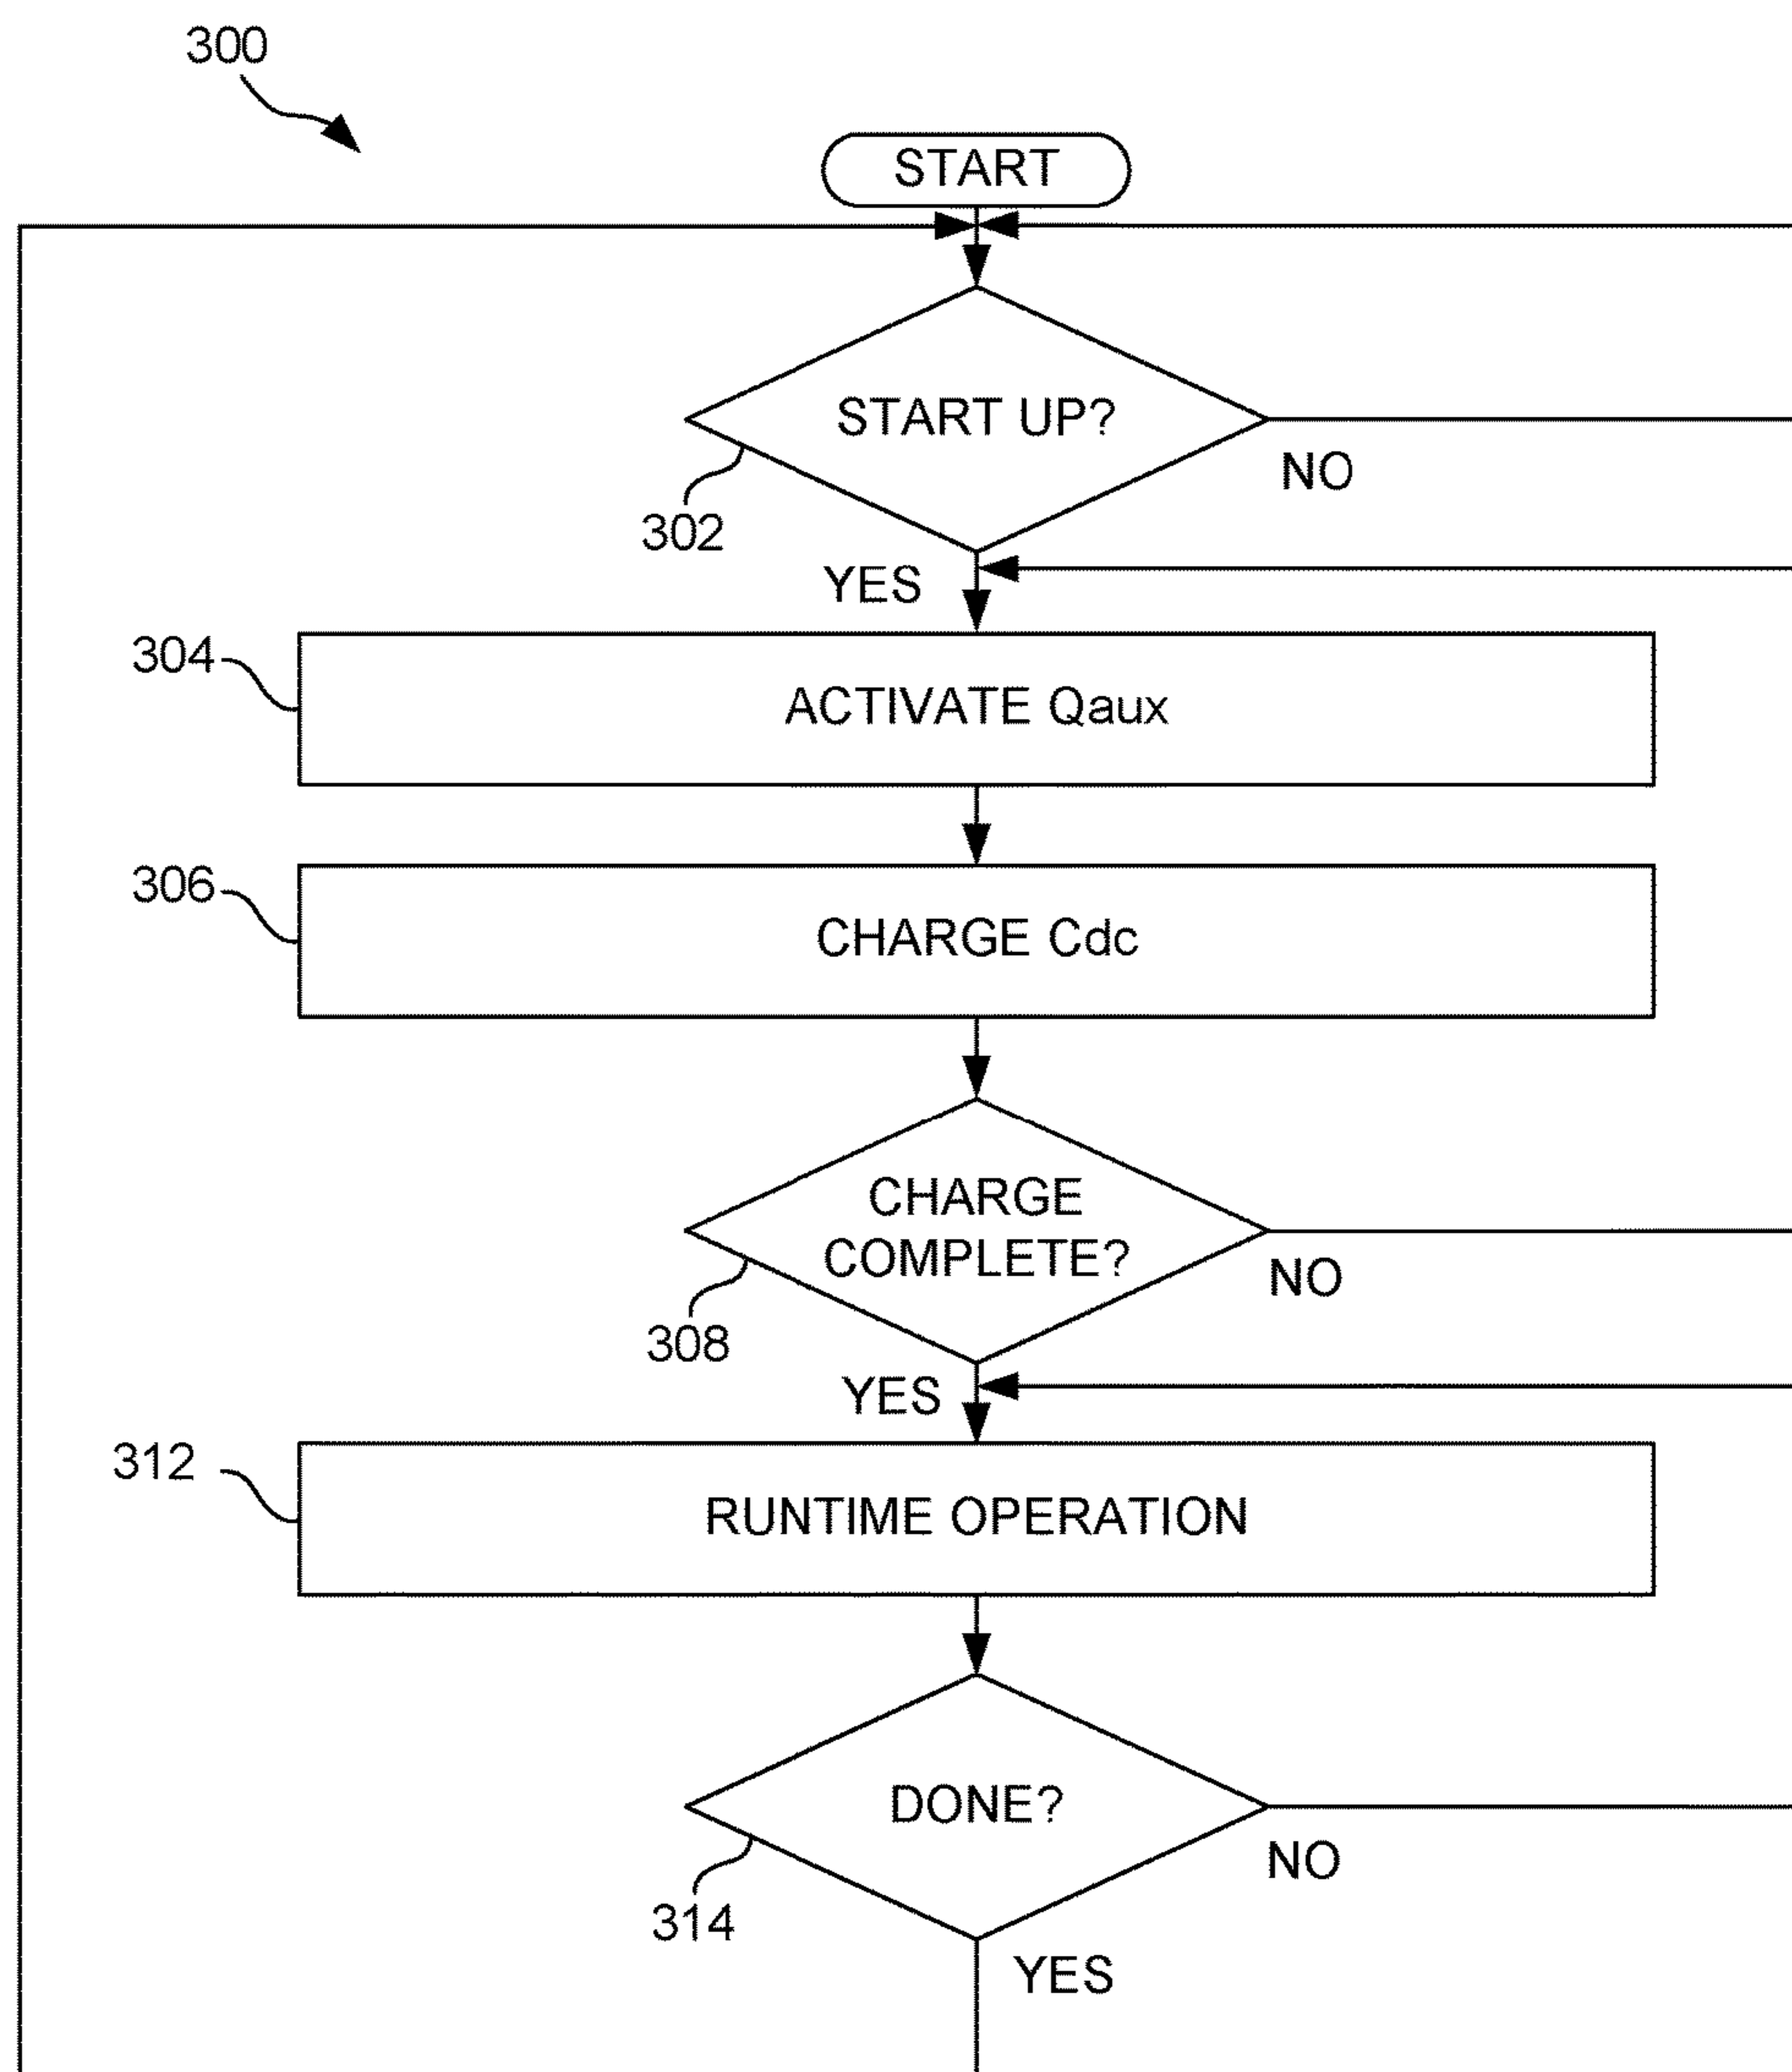 300
START
START UP?
NO
302
YES
304
ACTIVATE Qaux
306
CHARGE Cdc
CHARGE
COMPLETE?
NO
308
YES
312
RUNTIME OPERATION
DONE?
NO
314
YES